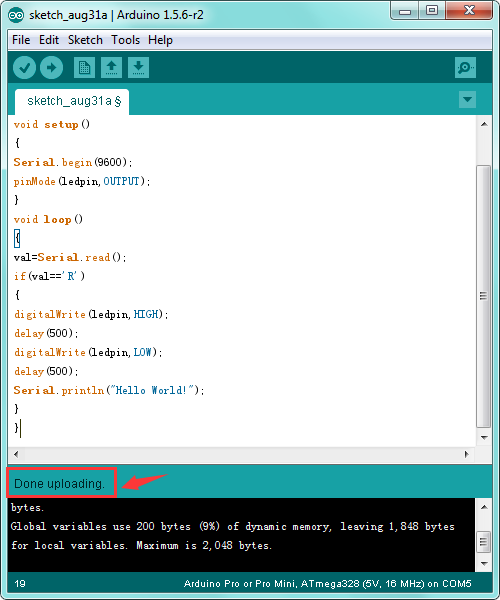 sketch_aug31a | Arduino 1.5.6-r2
File Edit Sketch Tools Help
sketch_aug31a §
void setup()
{
Serial.begin(9600);
pinMode(ledpin,OUTPUT);
}
void loop()
{
val=Serial.read();
if(val=='R')
{
digitalWrite(ledpin,HIGH);
delay(500);
digitalWrite(ledpin,LOW);
delay(500);
Serial.println("Hello World!");
}
}
Done uploading.
bytes.
Global variables use 200 bytes (9%) of dynamic memory, leaving 1,848 bytes
for local variables. Maximum is 2,048 bytes.
19 Arduino Pro or Pro Mini, ATmega328 (5V, 16 MHz) on COM5